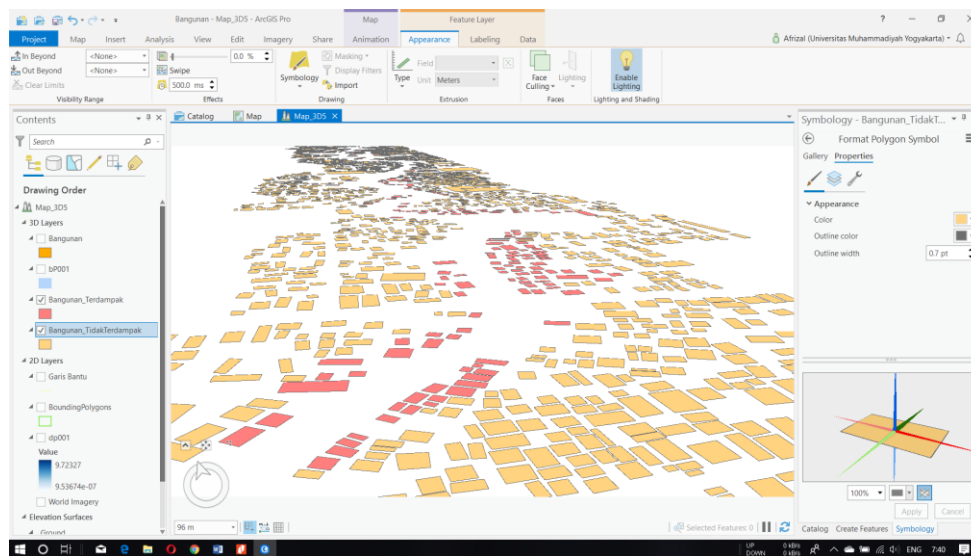 Bangunan - Map_3D5 - ArcGIS Pro
Map
Feature Layer
?
Project
Map
Insert
Analysis
View
Edit
Imagery
Share
Animation
Appearance
Labeling
Data
Afrizal (Universitas Muhammadiyah Yogyakarta)
In Beyond
<None>
Out Beyond
<None>
Clear Limits
Visibility Range
0.0 %
Swipe
500.0 ms
Effects
Symbology
Masking
Display Filters
Import
Drawing
Type
Field
Unit
Meters
Extrusion
Face
Culling
Lighting
Faces
Enable
Lighting
Lighting and Shading
Contents
Search
Drawing Order
Map_3D5
3D Layers
Bangunan
bP001
Bangunan_Terdampak
Bangunan_TidakTerdampak
2D Layers
Garis Bantu
BoundingPolygons
dp001
Value
9.72327
9.53674e-07
World Imagery
Elevation Surfaces
Ground
Catalog
Map
Map_3D5
96 m
Selected Features: 0
Symbology - Bangunan_TidakT...
Format Polygon Symbol
Gallery
Properties
Appearance
Color
Outline color
Outline width
0.7 pt
100%
Apply
Cancel
Catalog
Create Features
Symbology
UP
DOWN
0 kB/s
0 kB/s
ENG
7:40